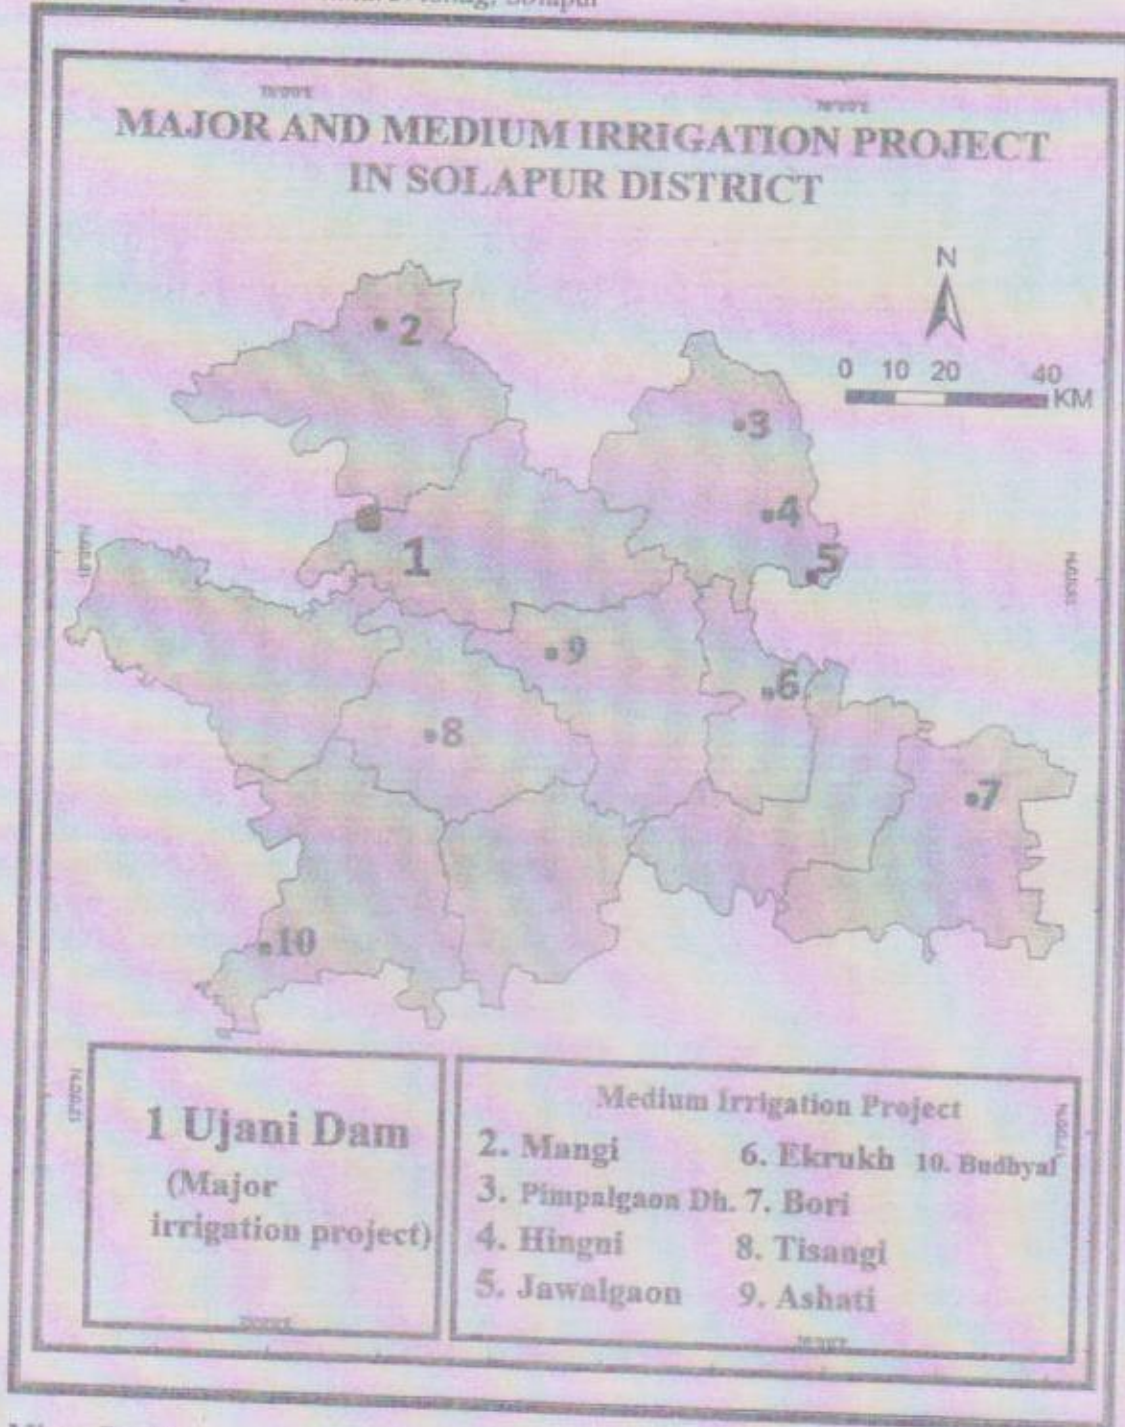 Solapur
MAJOR AND MEDIUM IRRIGATION PROJECT
IN SOLAPUR DISTRICT
N
0 10 20 40
KM
2
3
4
5
1
9
6
8
7
10
1 Ujani Dam
(Major
irrigation project)
Medium Irrigation Project
2. Mangi 6. Ekrukh 10. Budhyal
3. Pimpalgaon Dh. 7. Bori
4. Hingni 8. Tisangi
5. Jawalgaon 9. Ashati